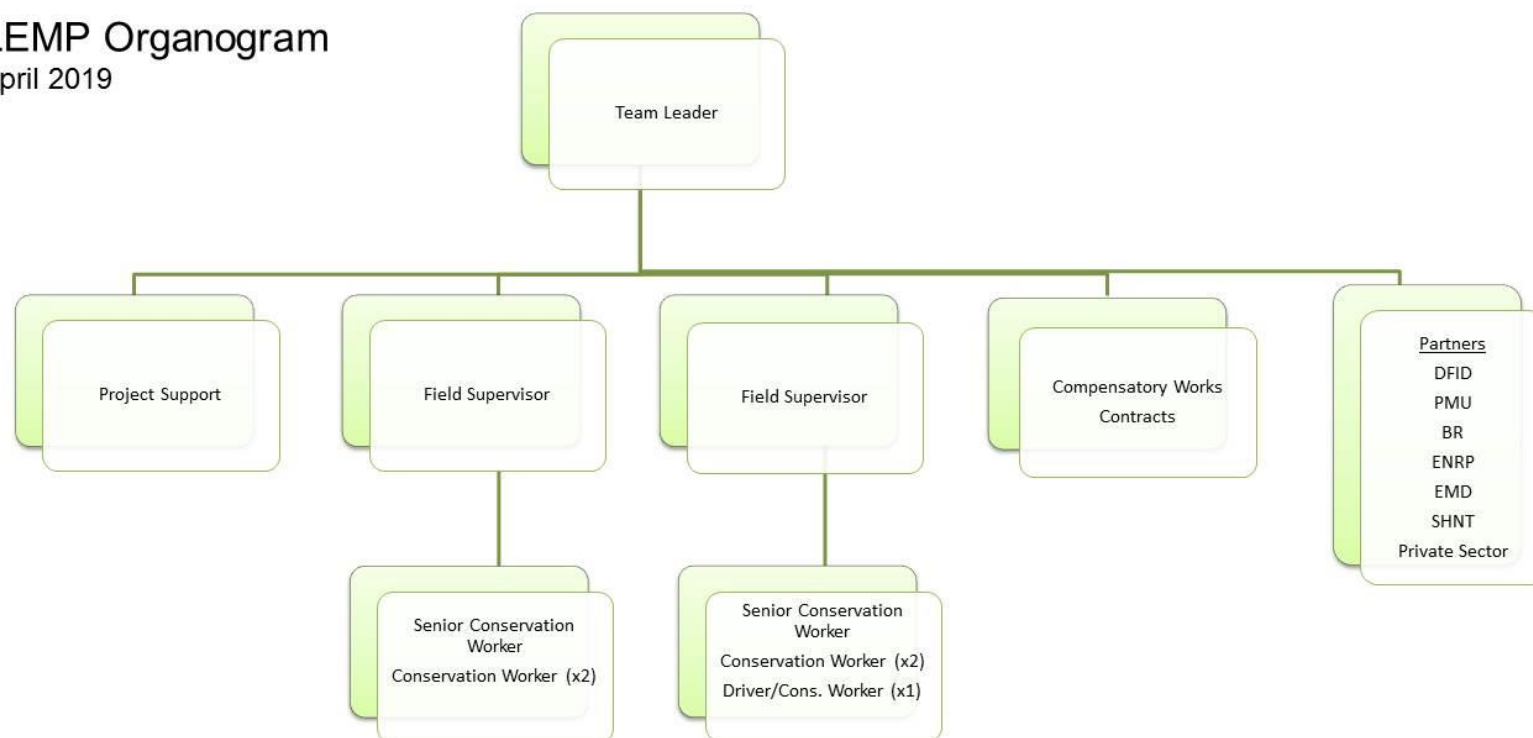 LEMP Organogram
pril 2019
Team Leader
Project Support
Field Supervisor
Field Supervisor
Compensatory Works
Contracts
Partners
DFID
PMU
BR
ENRP
EMD
SHNT
Private Sector
Senior Conservation
Worker
Conservation Worker (x2)
Senior Conservation
Worker
Conservation Worker (x2)
Driver/Cons. Worker (x1)